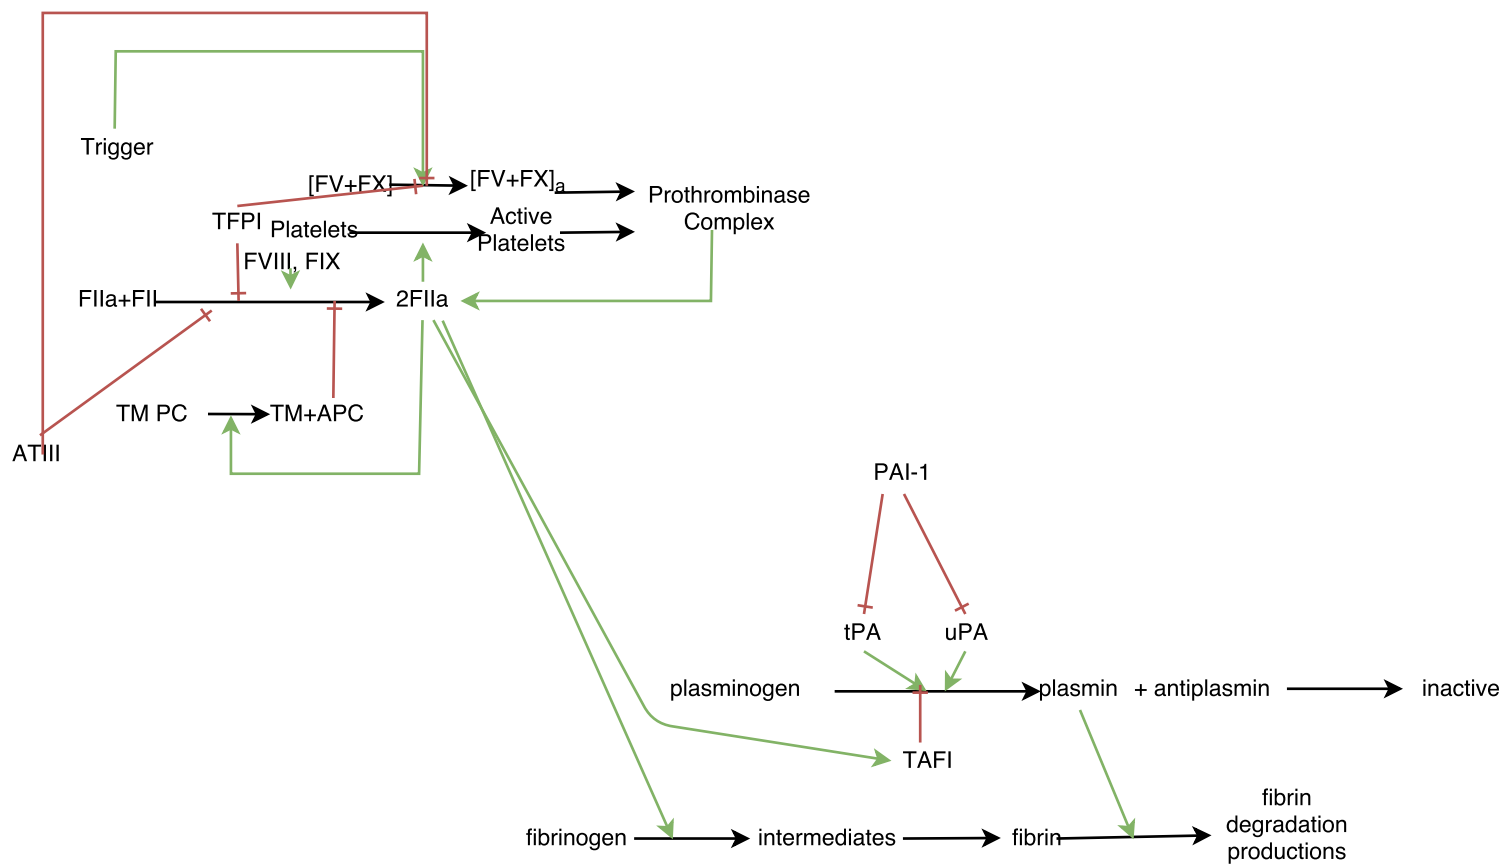 Trigger
[FV+FX]
[FV+FX]a
Prothrombinase
Complex
TFPI
Platelets
Active
Platelets
FVIII, FIX
FIIa+FII
2FIIa
TM PC
TM+APC
ATIII
PAI-1
tPA
uPA
plasminogen
plasmin
+ antiplasmin
inactive
TAFI
fibrinogen
intermediates
fibrin
fibrin
degradation
productions